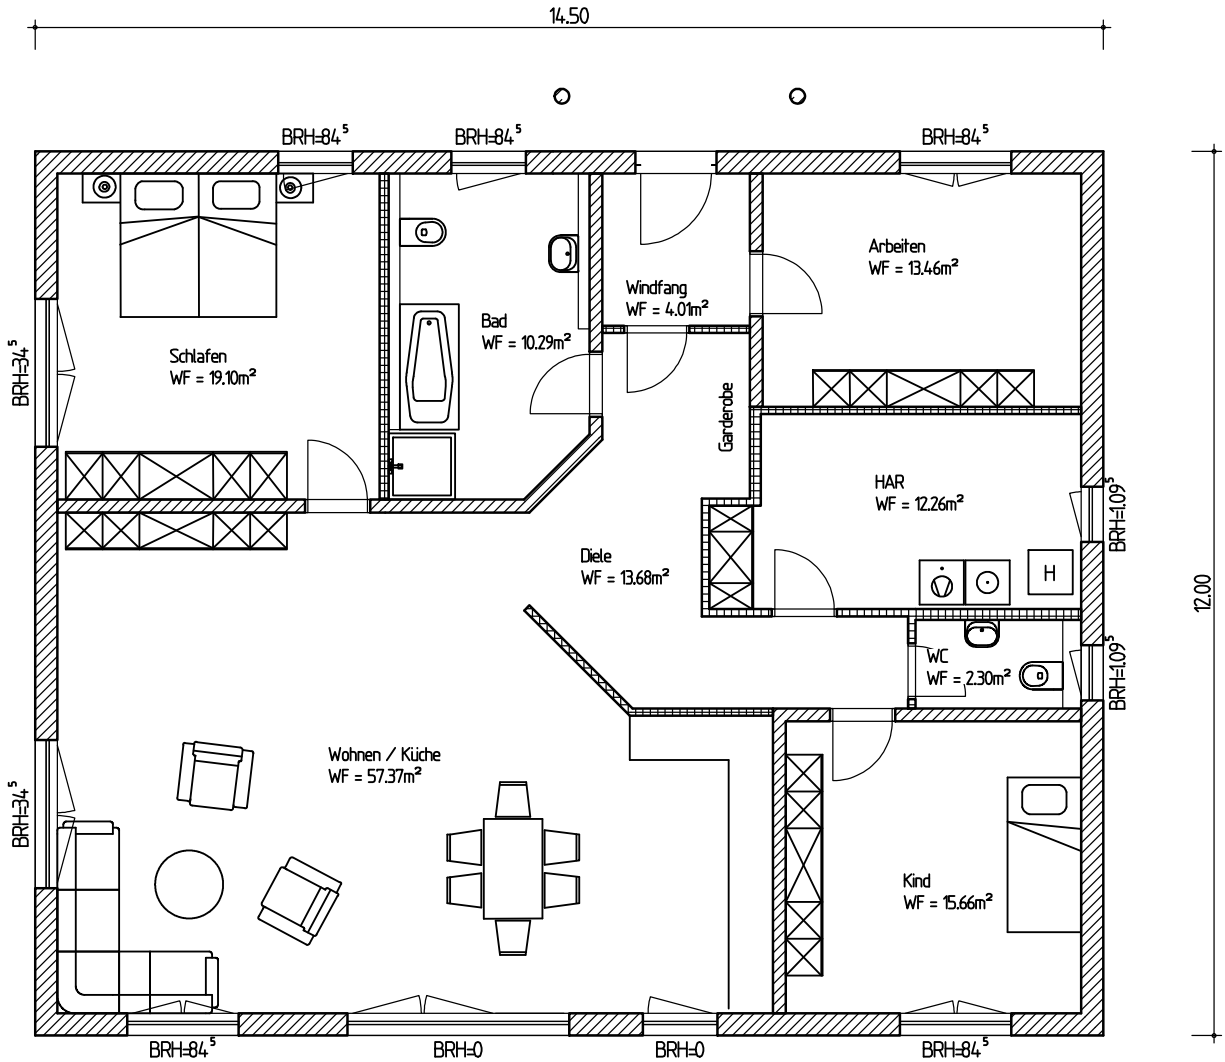 14.50
BRH=84⁵
BRH=84⁵
BRH=84⁵
Arbeiten
WF = 13.46m²
Windfang
WF = 4.01m²
Bad
WF = 10.29m²
Schlafen
WF = 19.10m²
BRH=34⁵
Garderobe
HAR
WF = 12.26m²
BRH=1.09⁵
Diele
WF = 13.68m²
H
12.00
WC
WF = 2.30m²
BRH=1.09⁵
Wohnen / Küche
WF = 57.37m²
BRH=34⁵
Kind
WF = 15.66m²
BRH=84⁵
BRH=0
BRH=0
BRH=84⁵